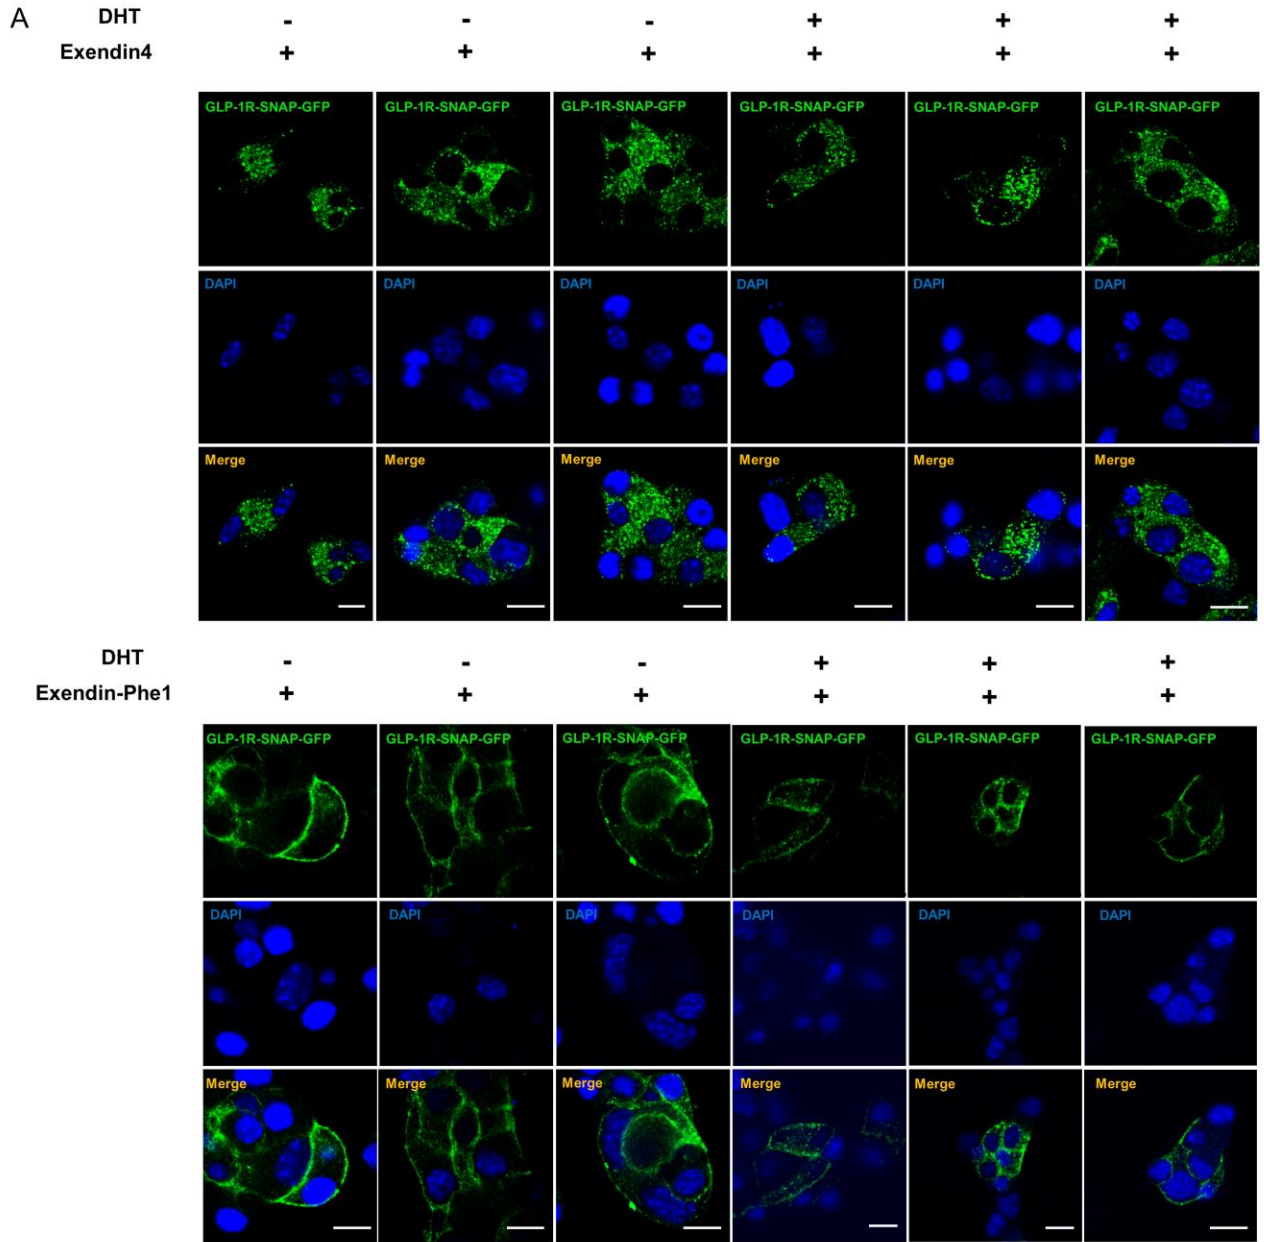 A
DHT - - - + + +
Exendin4 + + + + + +
GLP-1R-SNAP-GFP GLP-1R-SNAP-GFP GLP-1R-SNAP-GFP GLP-1R-SNAP-GFP GLP-1R-SNAP-GFP GLP-1R-SNAP-GFP
DAPI DAPI DAPI DAPI DAPI DAPI
Merge Merge Merge Merge Merge Merge
DHT - - - + + +
Exendin-Phe1 + + + + + +
GLP-1R-SNAP-GFP GLP-1R-SNAP-GFP GLP-1R-SNAP-GFP GLP-1R-SNAP-GFP GLP-1R-SNAP-GFP GLP-1R-SNAP-GFP
DAPI DAPI DAPI DAPI DAPI DAPI
Merge Merge Merge Merge Merge Merge